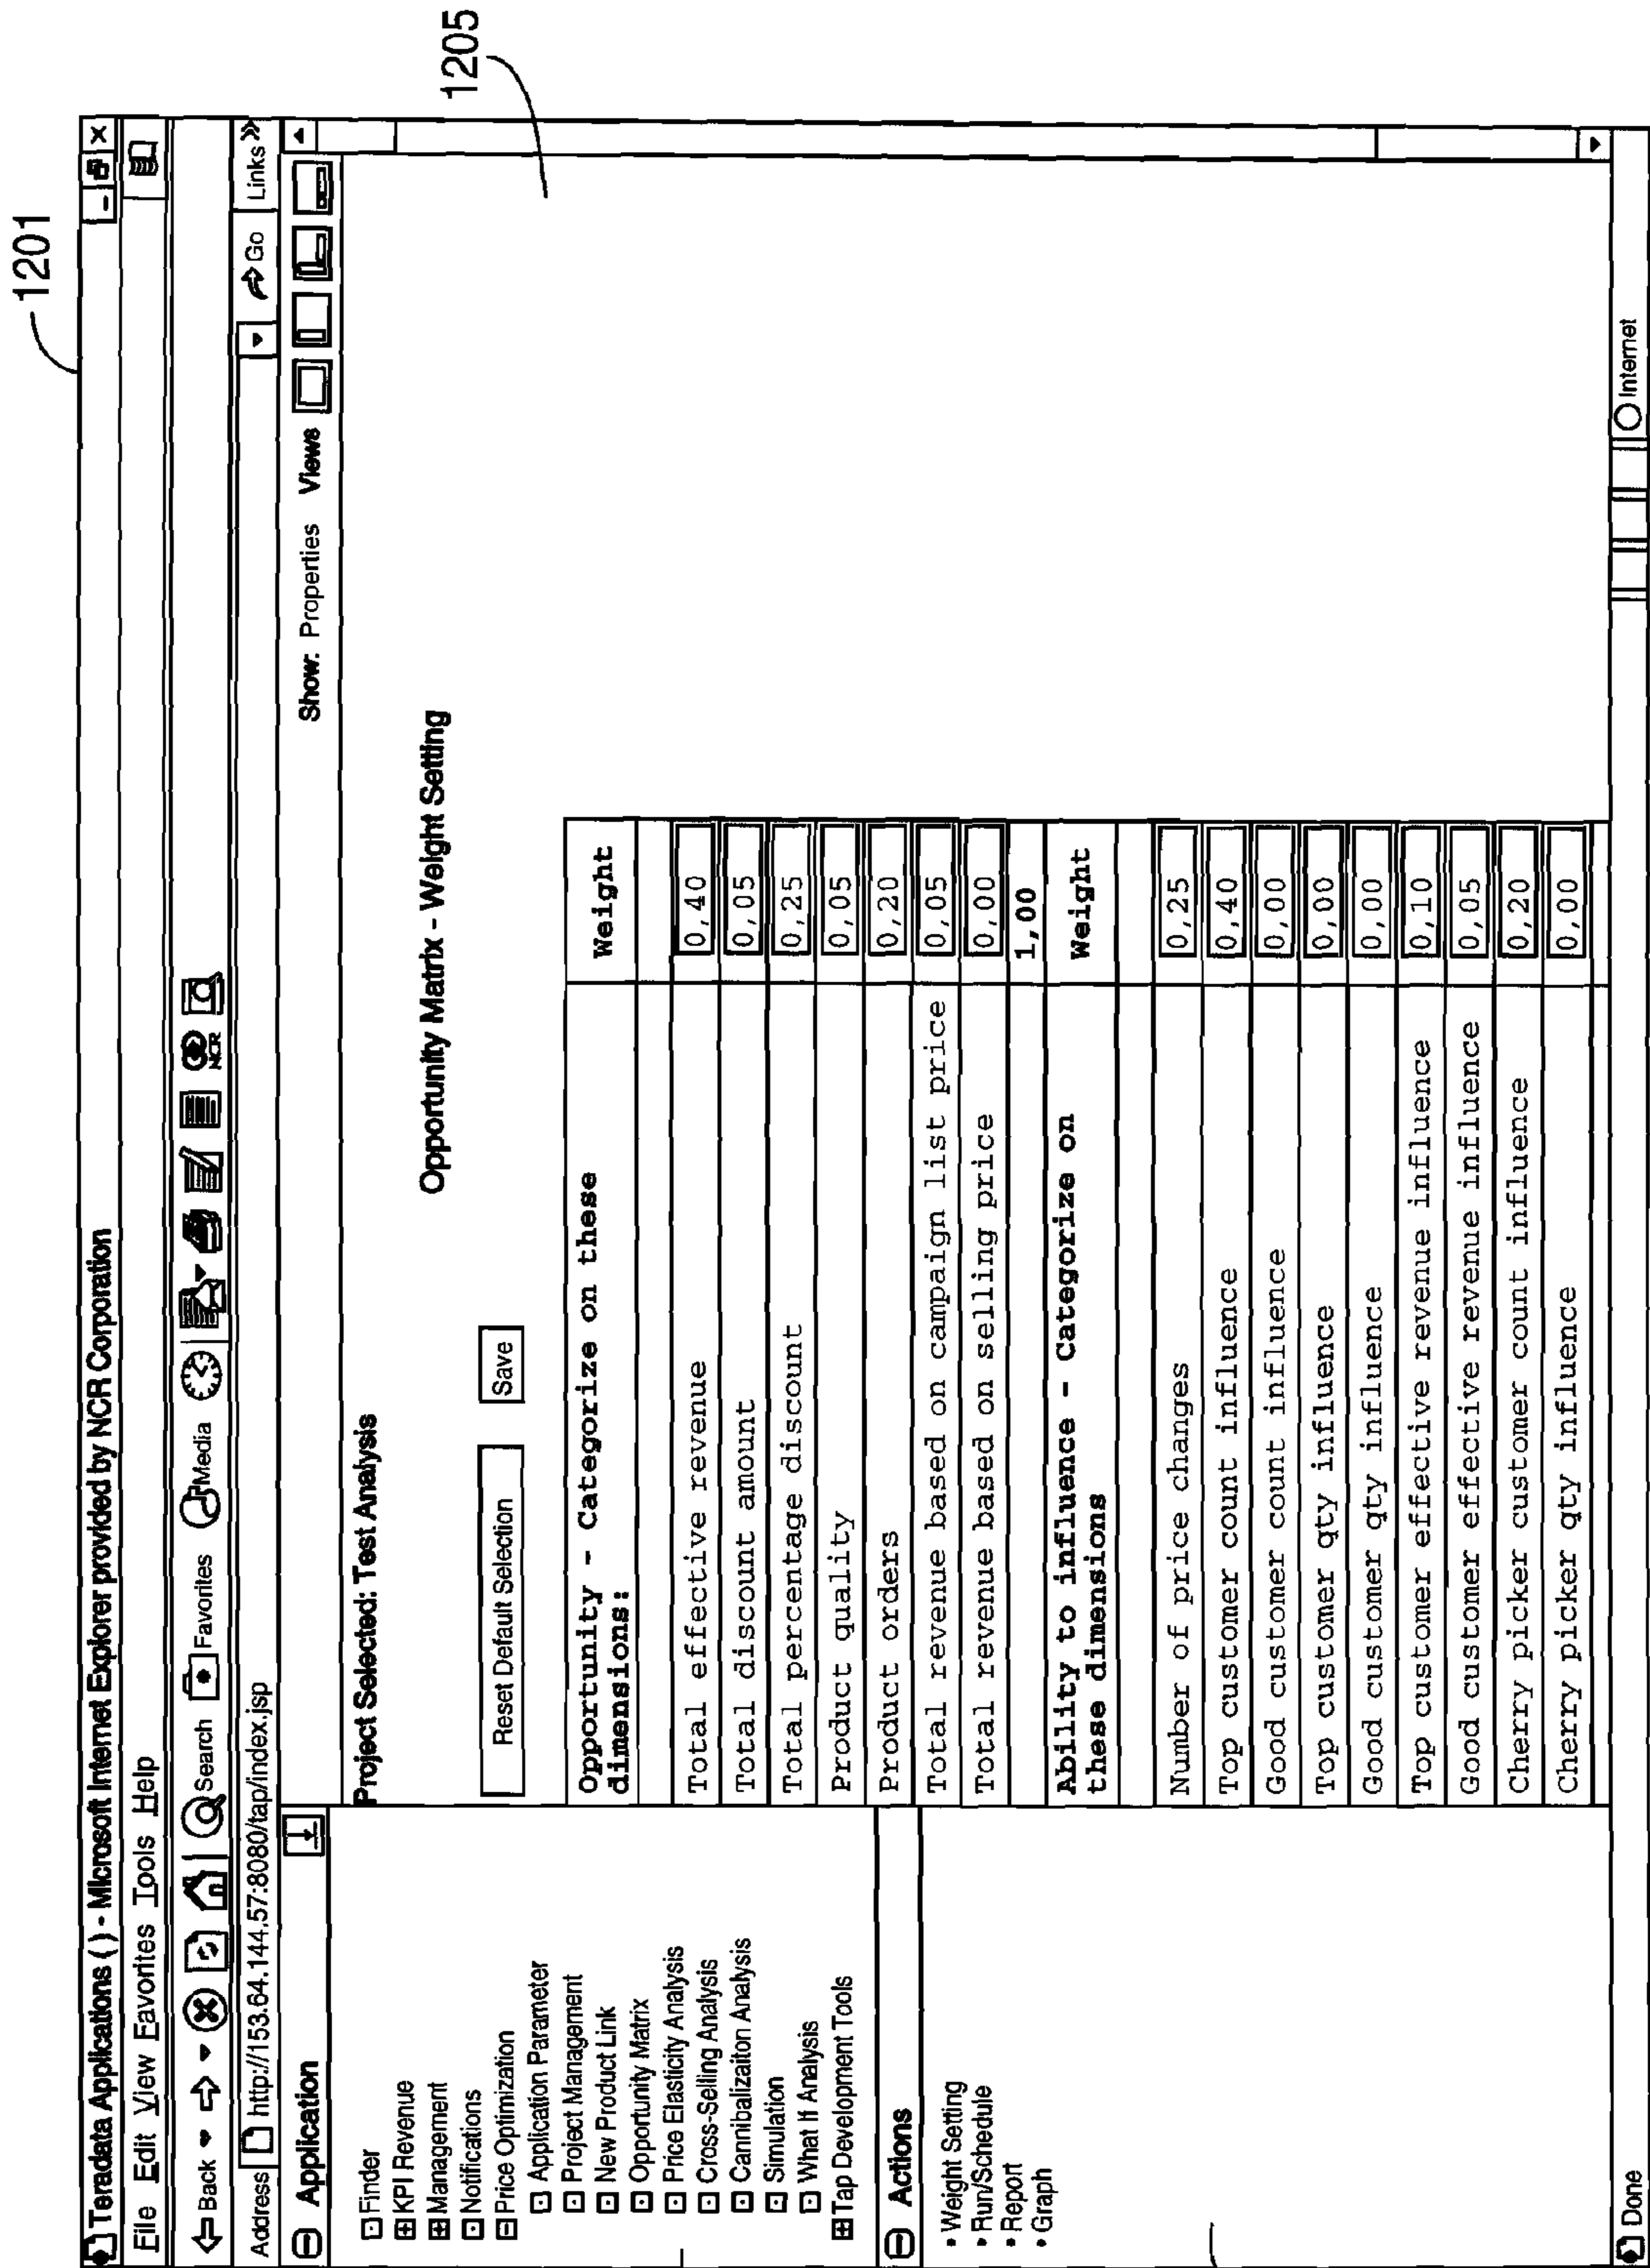 1201
Teradata Applications ( ) - Microsoft Internet Explorer provided by NCR Corporation
File Edit View Favorites Tools Help
Back Search Favorites Media NCR
Address http://153.64.144.57:8080/tap/index.jsp Go Links »
1205
Application
Show: Properties Views
Finder
KPI Revenue
Management
Notifications
Price Optimization
Application Parameter
Project Management
New Product Link
Opportunity Matrix
Price Elasticity Analysis
Cross-Selling Analysis
Cannibalizaiton Analysis
Simulation
What If Analysis
Tap Development Tools
Actions
• Weight Setting
• Run/Schedule
• Report
• Graph
Project Selected: Test Analysis
Opportunity Matrix - Weight Setting
Reset Default Selection Save
Opportunity - Categorize on these dimensions: Weight
Total effective revenue 0,40
Total discount amount 0,05
Total percentage discount 0,25
Product quality 0,05
Product orders 0,20
Total revenue based on campaign list price 0,05
Total revenue based on selling price 0,00
1,00
Ability to influence - Categorize on these dimensions Weight
Number of price changes 0,25
Top customer count influence 0,40
Good customer count influence 0,00
Top customer qty influence 0,00
Good customer qty influence 0,00
Top customer effective revenue influence 0,10
Good customer effective revenue influence 0,05
Cherry picker customer count influence 0,20
Cherry picker qty influence 0,00
Done Internet